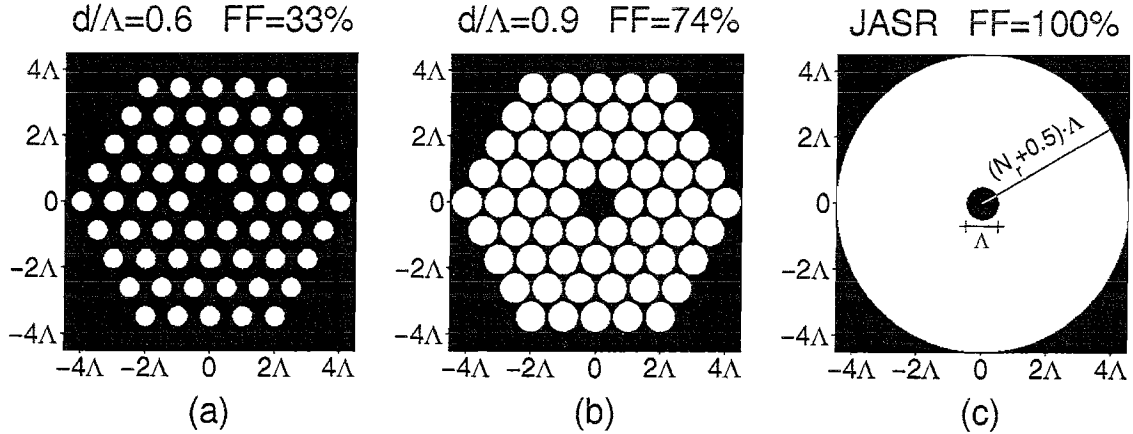 d/Λ=0.6 FF=33%
4Λ
2Λ
0
−2Λ
−4Λ
−4Λ −2Λ 0 2Λ 4Λ
(a)
d/Λ=0.9 FF=74%
4Λ
2Λ
0
−2Λ
−4Λ
−4Λ −2Λ 0 2Λ 4Λ
(b)
JASR FF=100%
4Λ
2Λ
0
−2Λ
−4Λ
(Nr+0.5)·Λ
Λ
−4Λ −2Λ 0 2Λ 4Λ
(c)